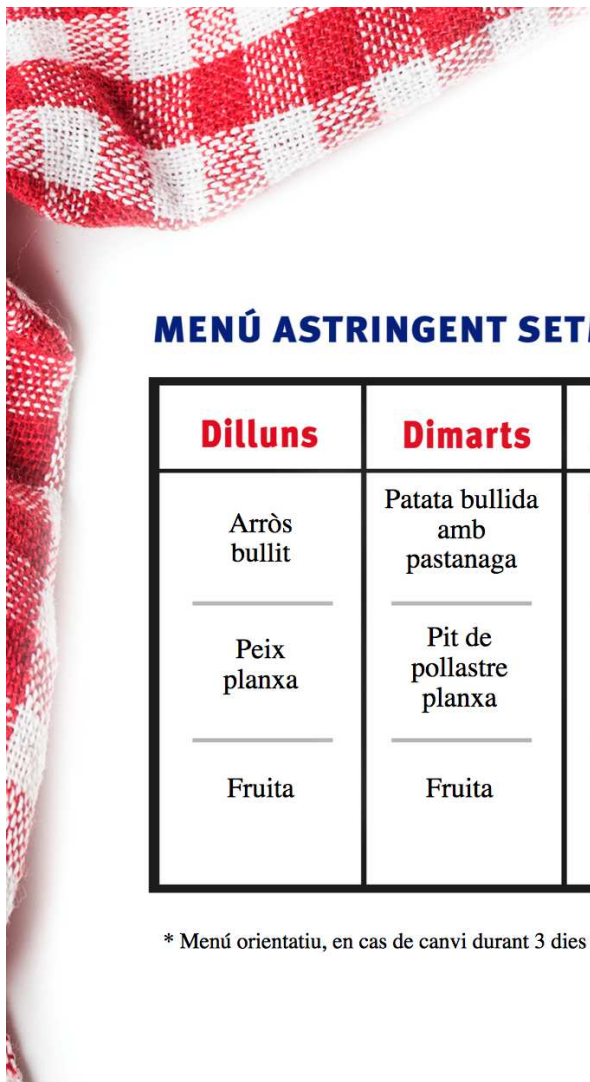 MENÚ ASTRINGENT
Dilluns
Dimarts
Arròs
bullit
Patata bullida
amb
pastanaga
Peix
planxa
Pit de
pollastre
planxa
Fruita
Fruita
* Menú orientatiu, en cas de canvi durant 3 dies